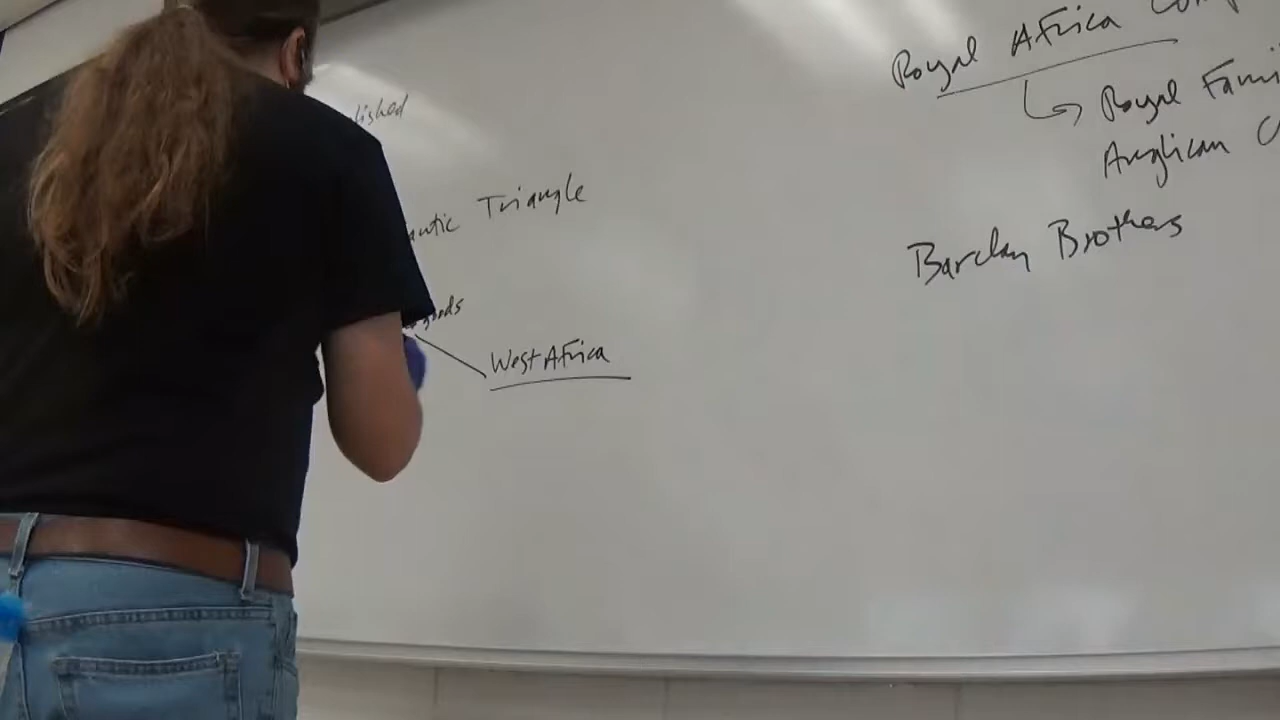 lished
antic Triangle
goods
West Africa
Royal Africa Com
Royal Fami
Anglican C
Barclay Brothers